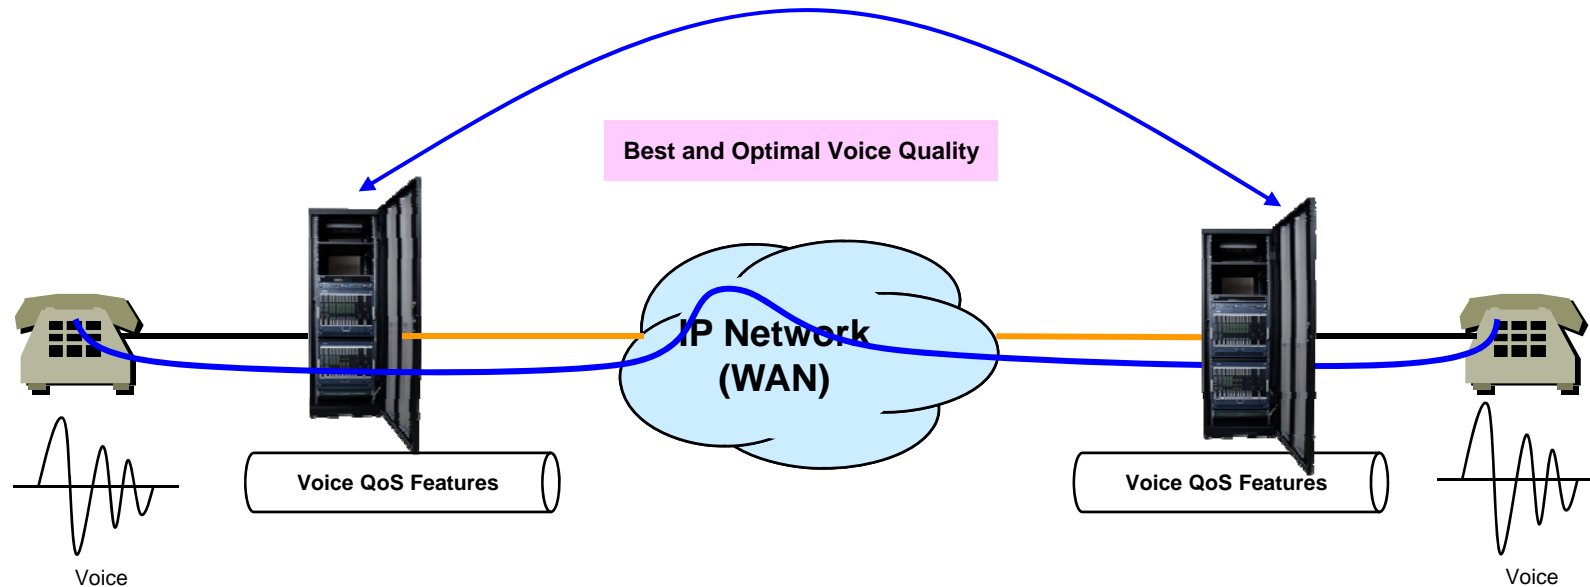 Best and Optimal Voice Quality
IP Network
(WAN)
Voice QoS Features
Voice QoS Features
Voice
Voice